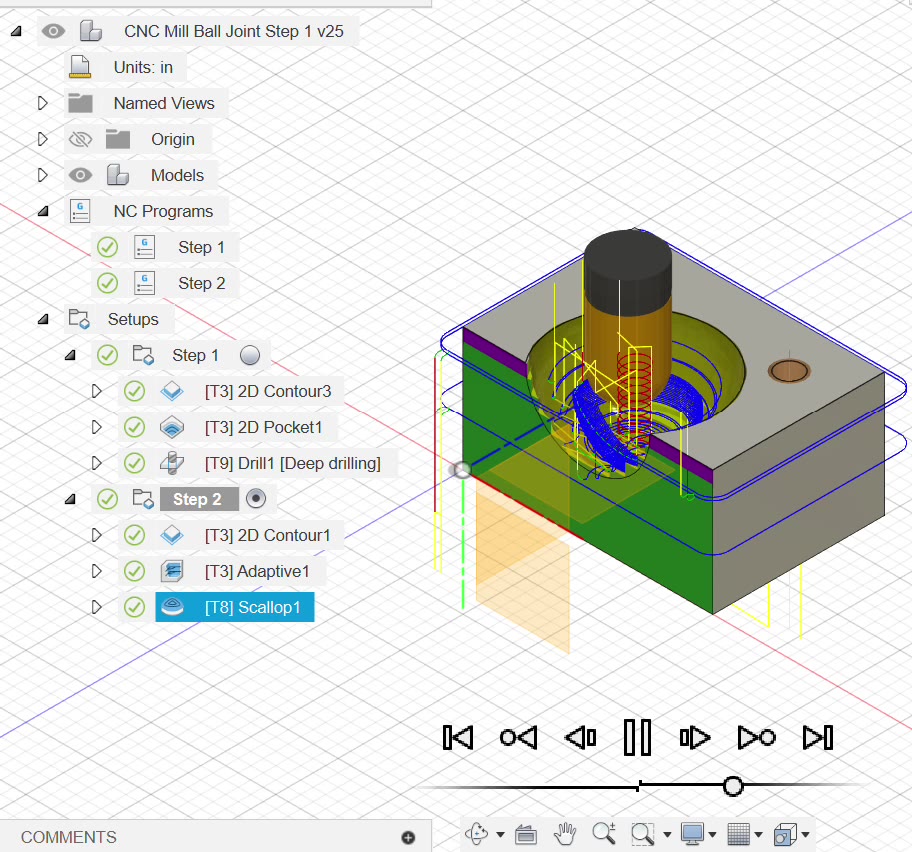 CNC Mill Ball Joint Step 1 v25
Units: in
Named Views
Origin
Models
NC Programs
G Step 1
G Step 2
Setups
Step 1
[T3] 2D Contour3
[T3] 2D Pocket1
[T9] Drill1 [Deep drilling]
Step 2
[T3] 2D Contour1
[T3] Adaptive1
[T8] Scallop1
COMMENTS